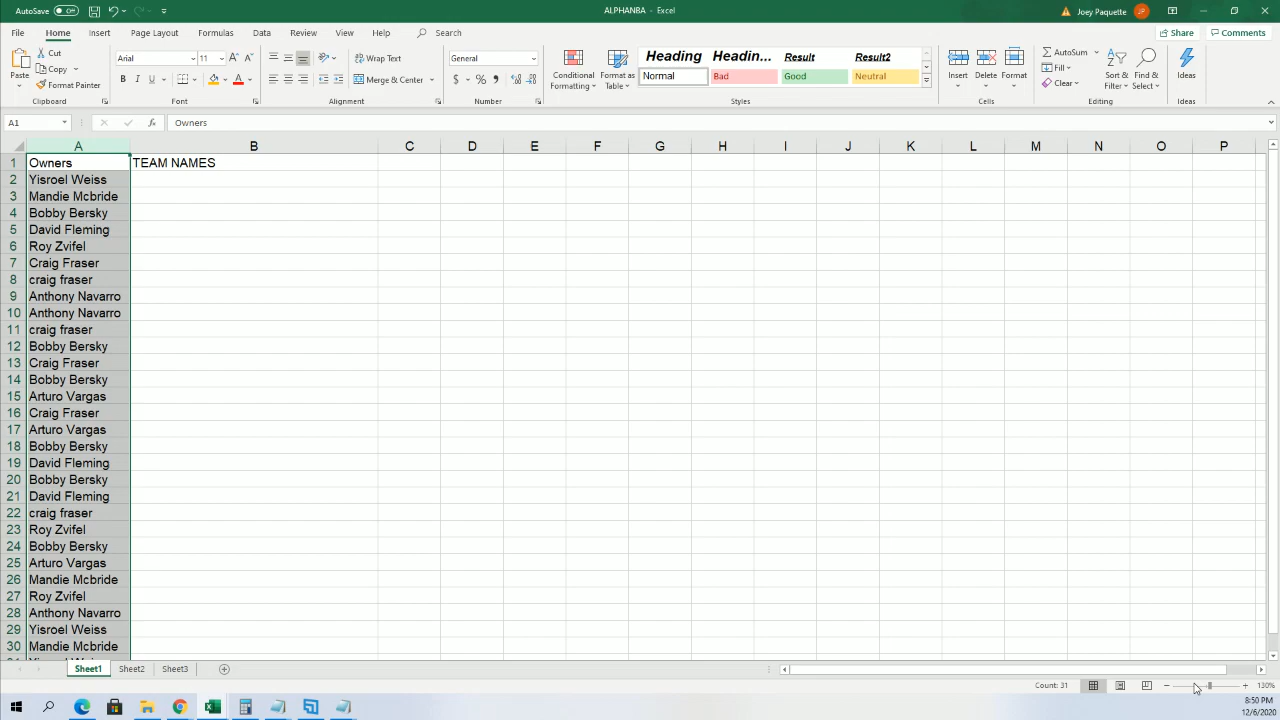 AutoSave Off
ALPHANBA - Excel
Joey Paquette JP
File Home Insert Page Layout Formulas Data Review View Help Search
Share Comments
Paste
Cut
Copy
Format Painter
Clipboard
Arial 11
B I U
Font
Wrap Text
Merge & Center
Alignment
General
$ % 9
Number
Conditional Formatting
Format as Table
Heading Headin... Result Result2
Normal Bad Good Neutral
Styles
Insert Delete Format
Cells
AutoSum
Fill
Clear
Sort & Filter
Find & Select
Editing
Ideas
Ideas
A1 fx Owners
A B C D E F G H I J K L M N O P
1 Owners TEAM NAMES
2 Yisroel Weiss
3 Mandie Mcbride
4 Bobby Bersky
5 David Fleming
6 Roy Zvifel
7 Craig Fraser
8 craig fraser
9 Anthony Navarro
10 Anthony Navarro
11 craig fraser
12 Bobby Bersky
13 Craig Fraser
14 Bobby Bersky
15 Arturo Vargas
16 Craig Fraser
17 Arturo Vargas
18 Bobby Bersky
19 David Fleming
20 Bobby Bersky
21 David Fleming
22 craig fraser
23 Roy Zvifel
24 Bobby Bersky
25 Arturo Vargas
26 Mandie Mcbride
27 Roy Zvifel
28 Anthony Navarro
29 Yisroel Weiss
30 Mandie Mcbride
Sheet1 Sheet2 Sheet3
Count: 31 130%
8:50 PM
12/6/2020